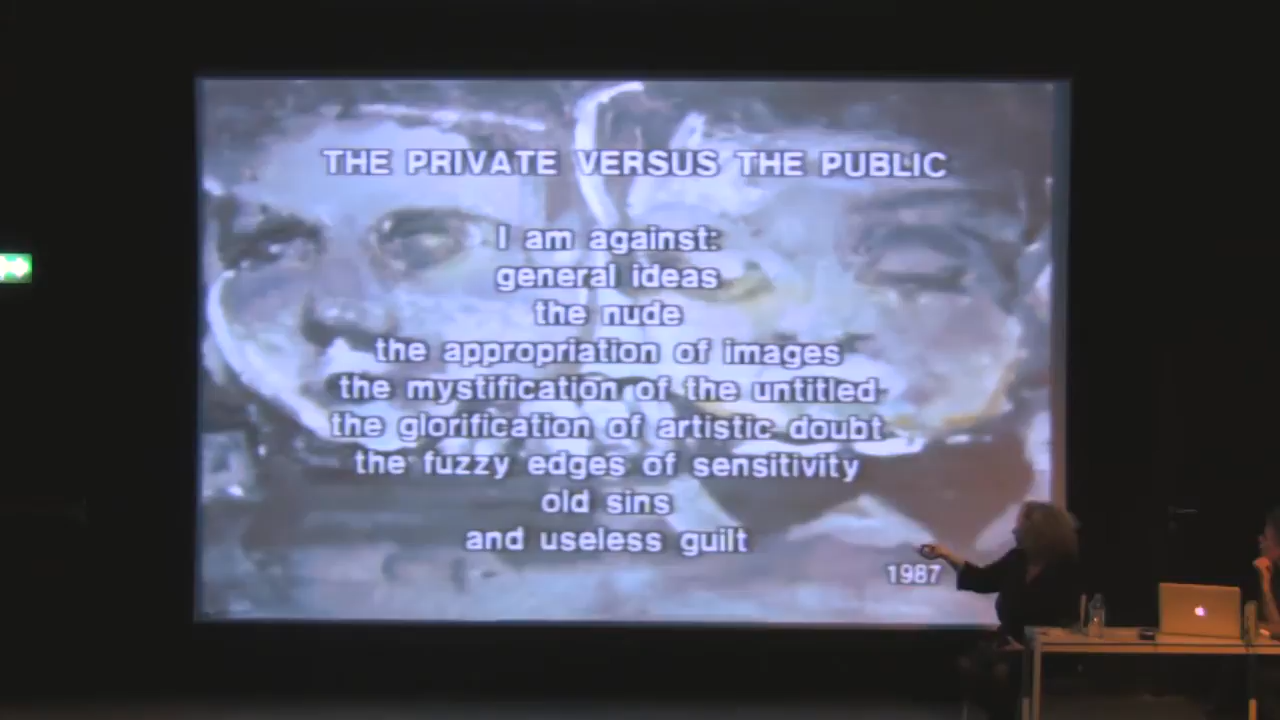 THE PRIVATE VERSUS THE PUBLIC
I am against:
general ideas
the nude
the appropriation of images
the mystification of the untitled
the glorification of artistic doubt
the fuzzy edges of sensitivity
old sins
and useless guilt
1987